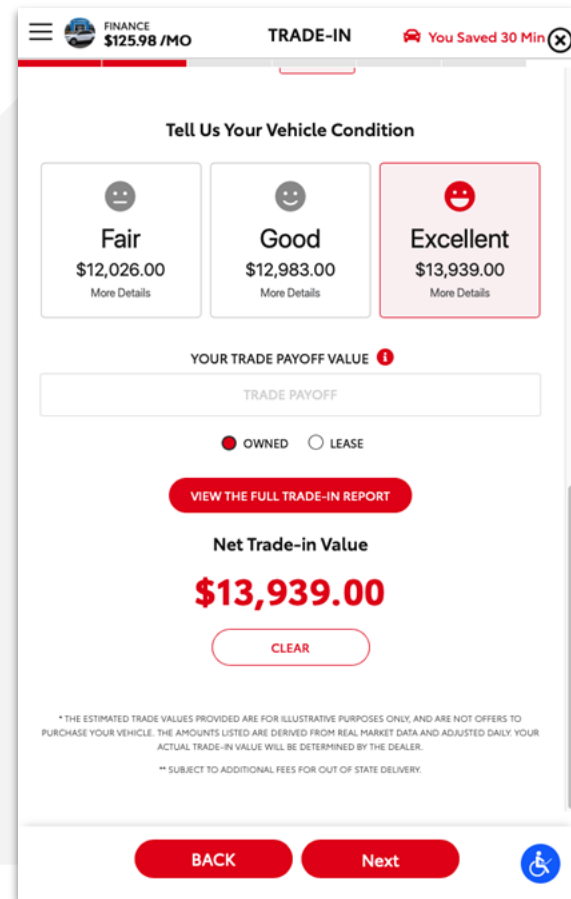 FINANCE
$125.98 /MO
TRADE-IN
You Saved 30 Min
Tell Us Your Vehicle Condition
Fair
$12,026.00
More Details
Good
$12,983.00
More Details
Excellent
$13,939.00
More Details
YOUR TRADE PAYOFF VALUE
TRADE PAYOFF
OWNED
LEASE
VIEW THE FULL TRADE-IN REPORT
Net Trade-in Value
$13,939.00
CLEAR
* THE ESTIMATED TRADE VALUES PROVIDED ARE FOR ILLUSTRATIVE PURPOSES ONLY, AND ARE NOT OFFERS TO
PURCHASE YOUR VEHICLE. THE AMOUNTS LISTED ARE DERIVED FROM REAL MARKET DATA AND ADJUSTED DAILY. YOUR
ACTUAL TRADE-IN VALUE WILL BE DETERMINED BY THE DEALER.
** SUBJECT TO ADDITIONAL FEES FOR OUT OF STATE DELIVERY.
BACK
Next